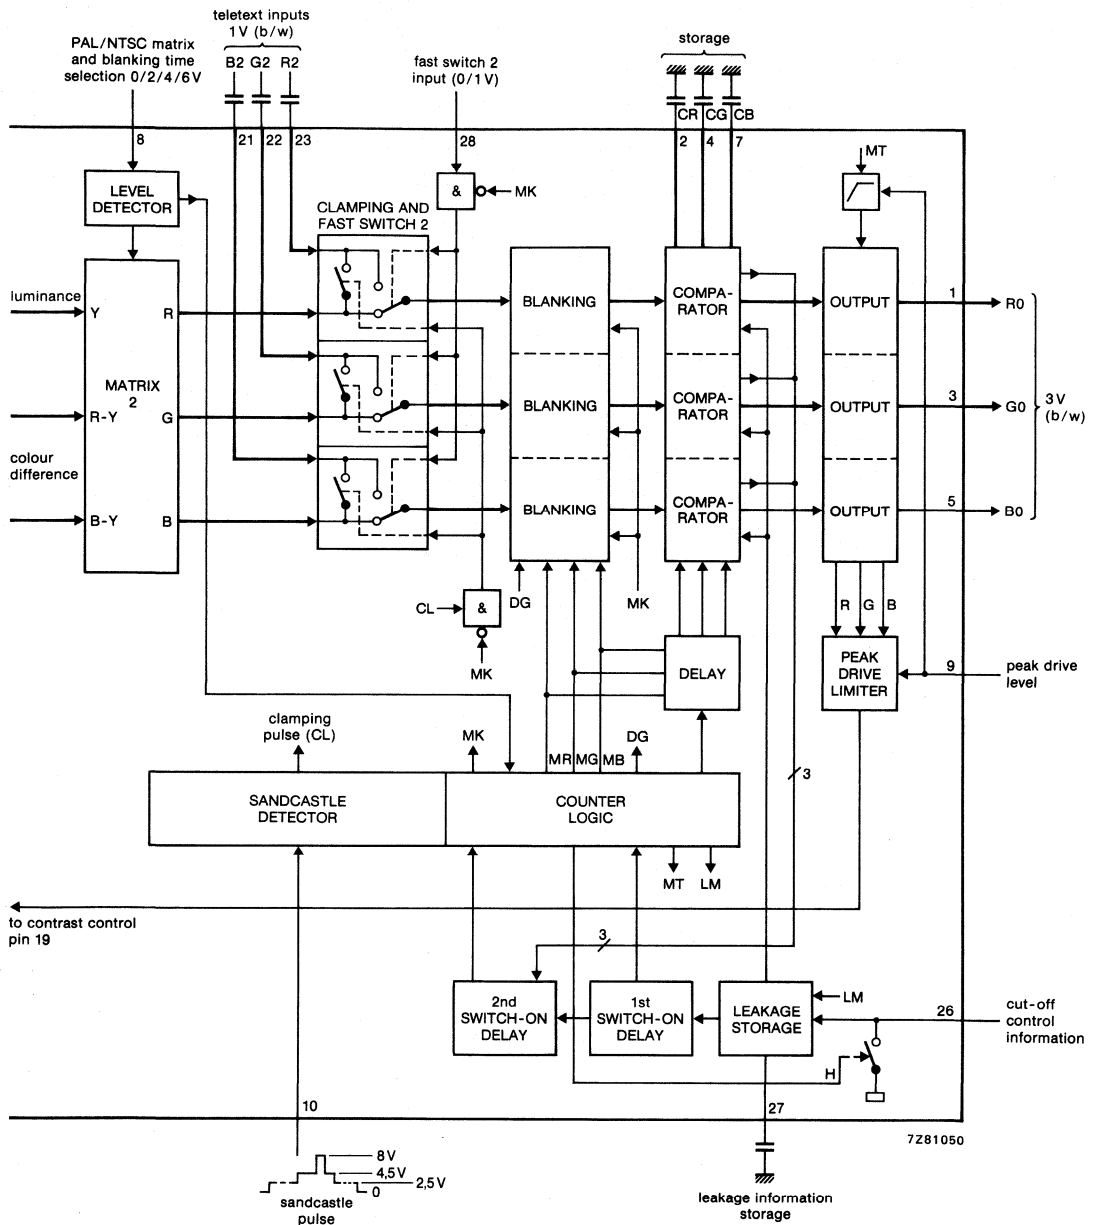 teletext inputs
1 V (b/w)
PAL/NTSC matrix
and blanking time
selection 0/2/4/6 V
B2 G2 R2
fast switch 2
input (0/1 V)
storage
CR CG CB
8
21
22
23
28
2
4
7
MT
LEVEL
DETECTOR
&
MK
CLAMPING AND
FAST SWITCH 2
luminance
Y
R
BLANKING
COMPA-
RATOR
OUTPUT
1
R0
MATRIX
2
R-Y
G
BLANKING
COMPA-
RATOR
OUTPUT
3
G0
3 V
(b/w)
colour
difference
B-Y
B
BLANKING
COMPA-
RATOR
OUTPUT
5
B0
CL
&
MK
DG
MK
R G B
DELAY
PEAK
DRIVE
LIMITER
9
peak drive
level
clamping
pulse (CL)
MK
MR
MG
MB
DG
3
SANDCASTLE
DETECTOR
COUNTER
LOGIC
MT
LM
to contrast control
pin 19
3
2nd
SWITCH-ON
DELAY
1st
SWITCH-ON
DELAY
LEAKAGE
STORAGE
LM
26
cut-off
control
information
H
10
27
7Z81050
8 V
4,5 V
2,5 V
0
sandcastle
pulse
leakage information
storage